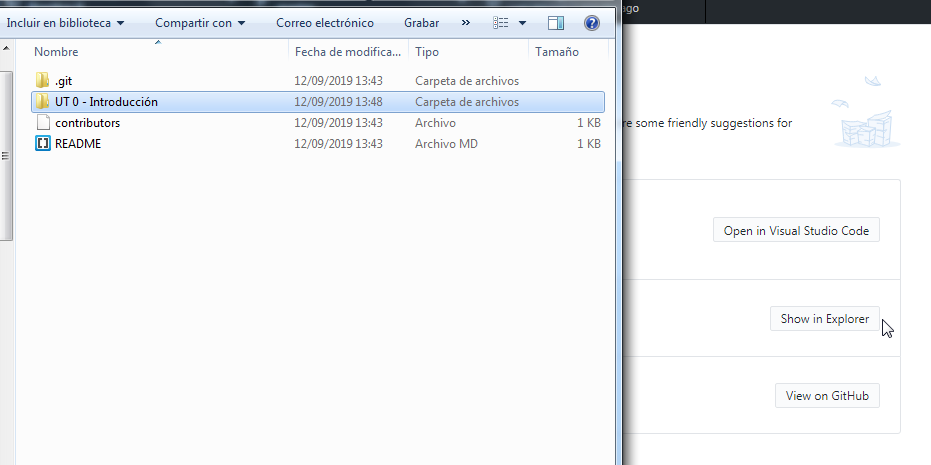 Incluir en biblioteca Compartir con Correo electrónico Grabar »
Nombre Fecha de modifica... Tipo Tamaño
.git 12/09/2019 13:43 Carpeta de archivos
UT 0 - Introducción 12/09/2019 13:48 Carpeta de archivos
contributors 12/09/2019 13:43 Archivo 1 KB
README 12/09/2019 13:43 Archivo MD 1 KB
ago
re some friendly suggestions for
Open in Visual Studio Code
Show in Explorer
View on GitHub